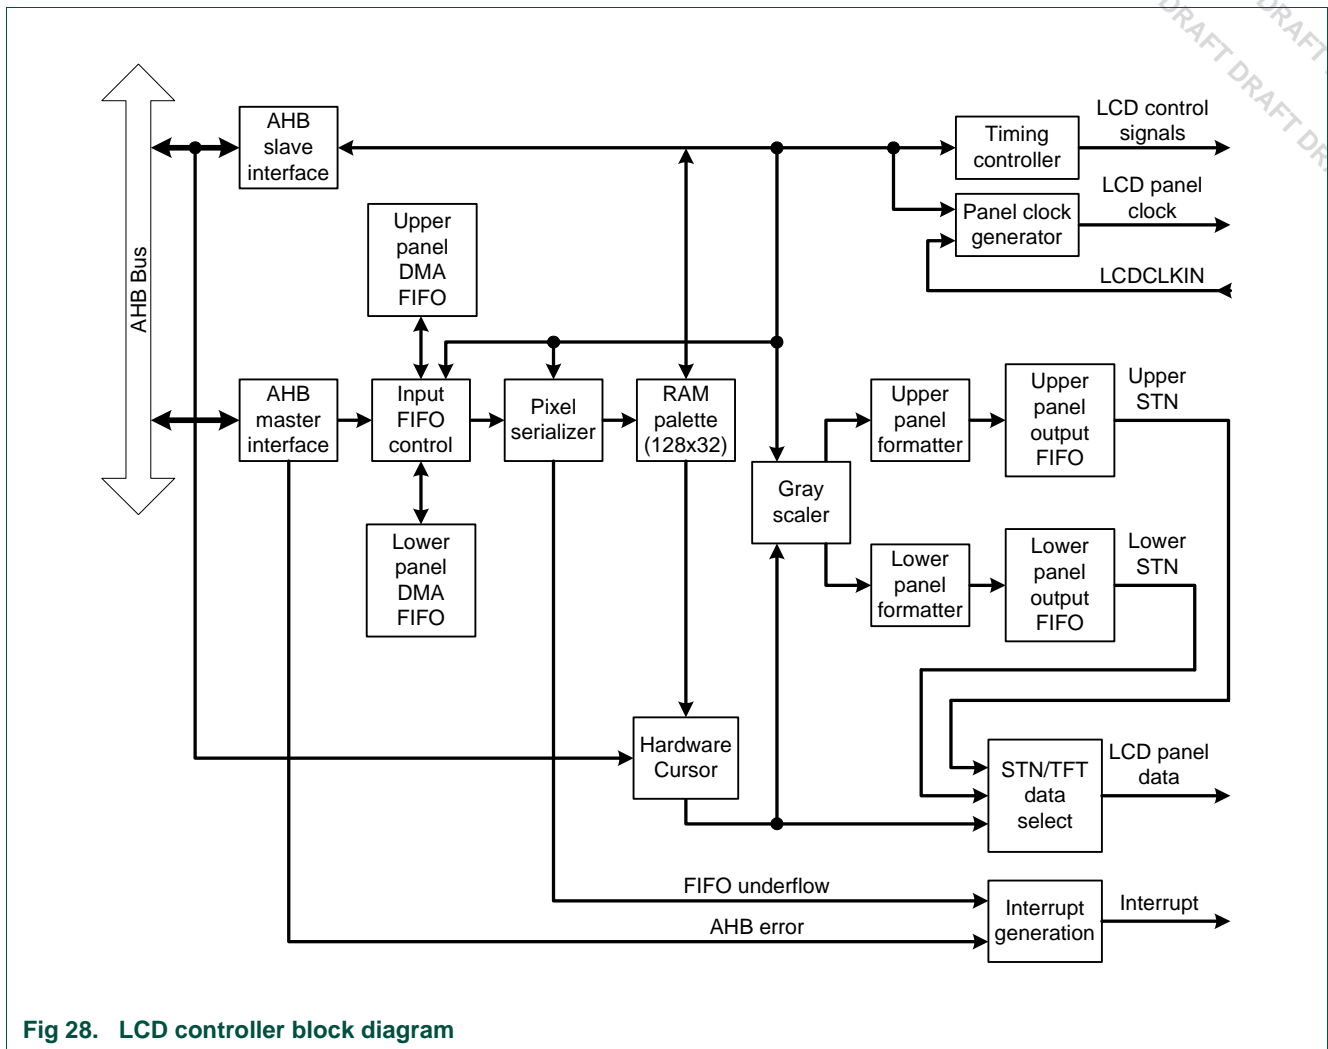 DRAFT
DRAFT DRAFT DR
AHB
slave
interface
Timing
controller
LCD control
signals
Upper
panel
DMA
FIFO
Panel clock
generator
LCD panel
clock
LCDCLKIN
AHB Bus
AHB
master
interface
Input
FIFO
control
Pixel
serializer
RAM
palette
(128x32)
Upper
panel
formatter
Upper
panel
output
FIFO
Upper
STN
Gray
scaler
Lower
panel
DMA
FIFO
Lower
panel
formatter
Lower
panel
output
FIFO
Lower
STN
Hardware
Cursor
STN/TFT
data
select
LCD panel
data
FIFO underflow
AHB error
Interrupt
generation
Interrupt
Fig 28. LCD controller block diagram